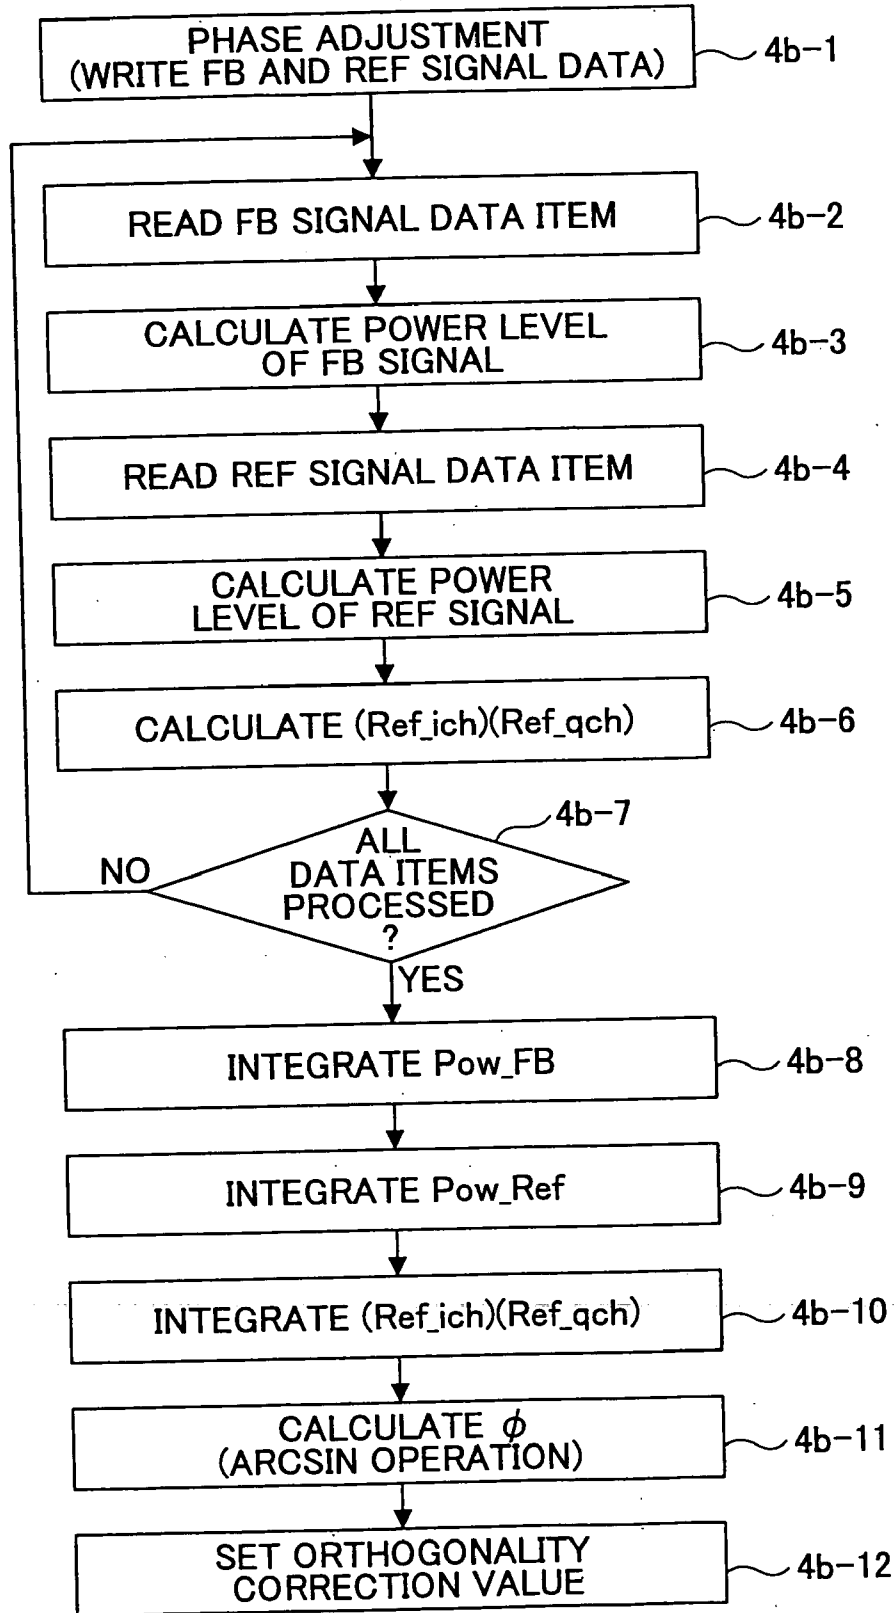 PHASE ADJUSTMENT
(WRITE FB AND REF SIGNAL DATA)
4b-1
READ FB SIGNAL DATA ITEM
4b-2
CALCULATE POWER LEVEL
OF FB SIGNAL
4b-3
READ REF SIGNAL DATA ITEM
4b-4
CALCULATE POWER
LEVEL OF REF SIGNAL
4b-5
CALCULATE (Ref_ich)(Ref_qch)
4b-6
4b-7
ALL
DATA ITEMS
PROCESSED
?
NO
YES
INTEGRATE Pow_FB
4b-8
INTEGRATE Pow_Ref
4b-9
INTEGRATE (Ref_ich)(Ref_qch)
4b-10
CALCULATE ϕ
(ARCSIN OPERATION)
4b-11
SET ORTHOGONALITY
CORRECTION VALUE
4b-12